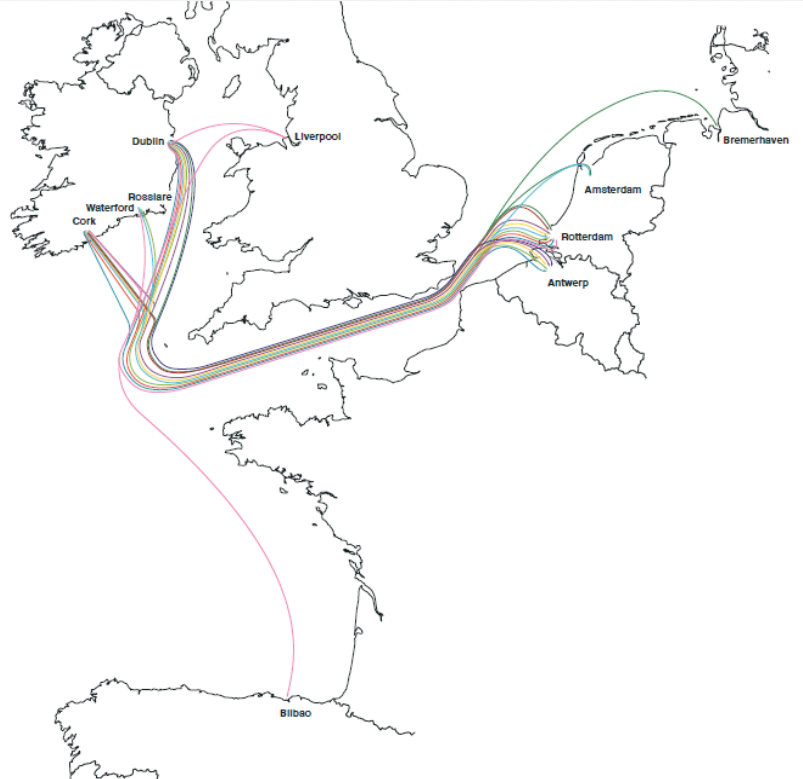 Dublin
Liverpool
Bremerhaven
Rosslare
Waterford
Cork
Amsterdam
Rotterdam
Antwerp
Bilbao